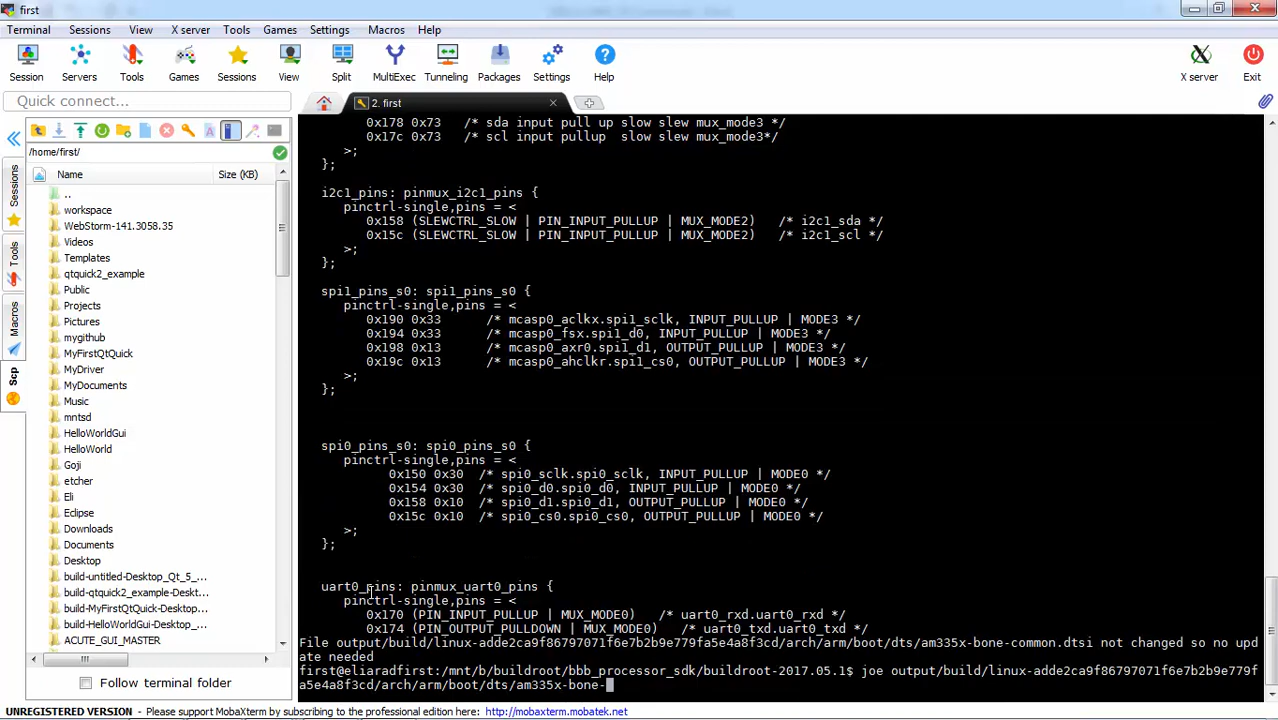 first
Terminal Sessions View X server Tools Games Settings Macros Help
Session Servers Tools Games Sessions View Split MultiExec Tunneling Packages Settings Help X server Exit
Quick connect...
2. first
/home/first/
Name Size (KB)
..
workspace
WebStorm-141.3058.35
Videos
Templates
qtquick2_example
Public
Projects
Pictures
mygithub
MyFirstQtQuick
MyDriver
MyDocuments
Music
mntsd
HelloWorldGui
HelloWorld
Goji
etcher
Eli
Eclipse
Downloads
Documents
Desktop
build-untitled-Desktop_Qt_5_...
build-qtquick2_example-Deskt...
build-MyFirstQtQuick-Deskto...
build-HelloWorldGui-Desktop_...
ACUTE_GUI_MASTER
Sessions
Tools
Macros
Scp
Follow terminal folder
0x178 0x73 /* sda input pull up slow slew mux_mode3 */
0x17c 0x73 /* scl input pullup slow slew mux_mode3*/
>;
};
i2c1_pins: pinmux_i2c1_pins {
pinctrl-single,pins = <
0x158 (SLEWCTRL_SLOW | PIN_INPUT_PULLUP | MUX_MODE2) /* i2c1_sda */
0x15c (SLEWCTRL_SLOW | PIN_INPUT_PULLUP | MUX_MODE2) /* i2c1_scl */
>;
};
spi1_pins_s0: spi1_pins_s0 {
pinctrl-single,pins = <
0x190 0x33 /* mcasp0_aclkx.spi1_sclk, INPUT_PULLUP | MODE3 */
0x194 0x33 /* mcasp0_fsx.spi1_d0, INPUT_PULLUP | MODE3 */
0x198 0x13 /* mcasp0_axr0.spi1_d1, OUTPUT_PULLUP | MODE3 */
0x19c 0x13 /* mcasp0_ahclkr.spi1_cs0, OUTPUT_PULLUP | MODE3 */
>;
};
spi0_pins_s0: spi0_pins_s0 {
pinctrl-single,pins = <
0x150 0x30 /* spi0_sclk.spi0_sclk, INPUT_PULLUP | MODE0 */
0x154 0x30 /* spi0_d0.spi0_d0, INPUT_PULLUP | MODE0 */
0x158 0x10 /* spi0_d1.spi0_d1, OUTPUT_PULLUP | MODE0 */
0x15c 0x10 /* spi0_cs0.spi0_cs0, OUTPUT_PULLUP | MODE0 */
>;
};
uart0_pins: pinmux_uart0_pins {
pinctrl-single,pins = <
0x170 (PIN_INPUT_PULLUP | MUX_MODE0) /* uart0_rxd.uart0_rxd */
0x174 (PIN_OUTPUT_PULLDOWN | MUX_MODE0) /* uart0_txd.uart0_txd */
File output/build/linux-adde2ca9f86797071f6e7b2b9e779fa5e4a8f3cd/arch/arm/boot/dts/am335x-bone-common.dtsi not changed so no upd
ate needed
first@eliaradfirst:/mnt/b/buildroot/bbb_processor_sdk/buildroot-2017.05.1$ joe output/build/linux-adde2ca9f86797071f6e7b2b9e779f
a5e4a8f3cd/arch/arm/boot/dts/am335x-bone-
UNREGISTERED VERSION - Please support MobaXterm by subscribing to the professional edition here: http://mobaxterm.mobatek.net